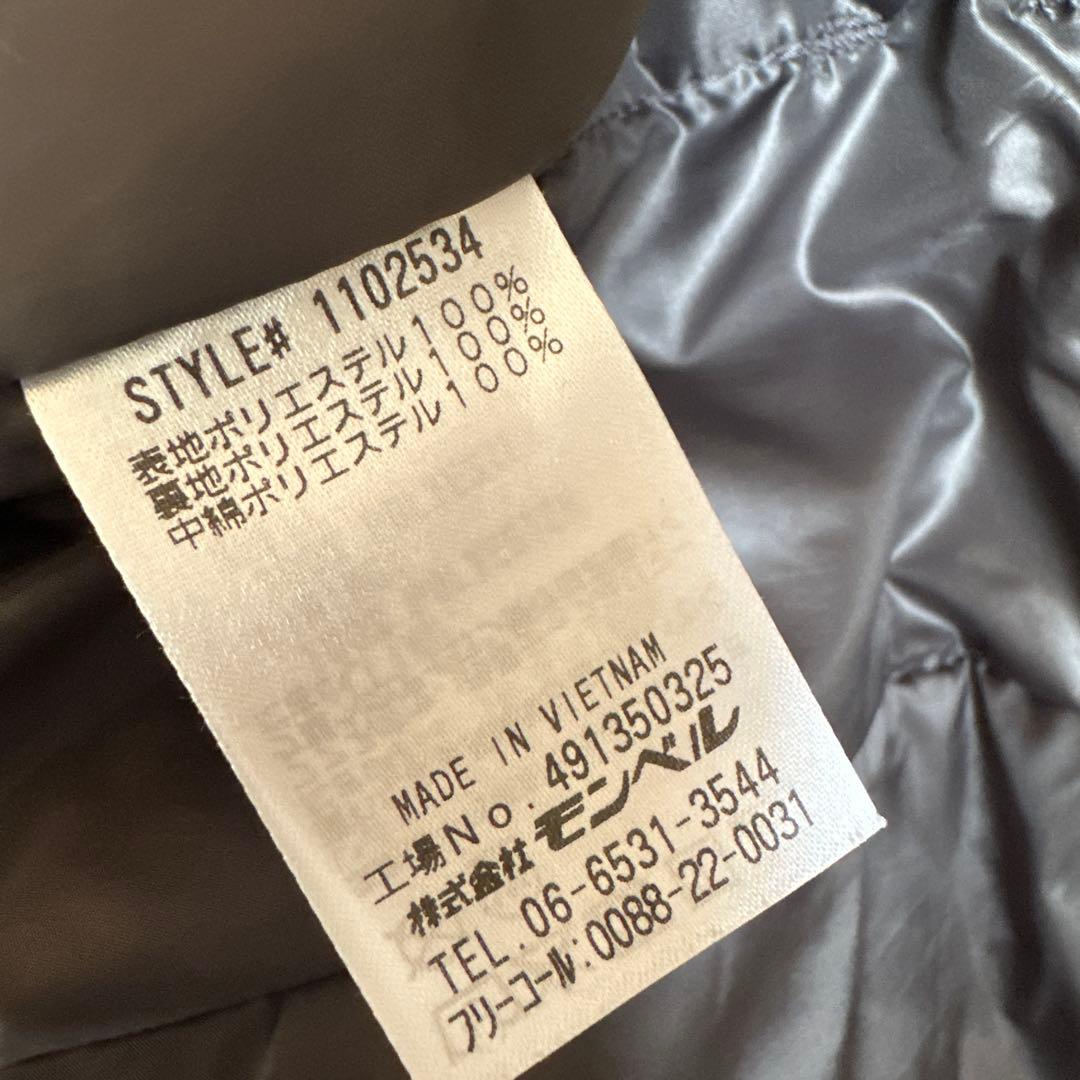 STYLE# 1102534
表地ポリエステル100%
裏地ポリエステル100%
中綿ポリエステル100%
MADE IN VIETNAM
工場No.491350325
株式会社モンベル
TEL.06-6531-3544
フリーコール:0088-22-0031